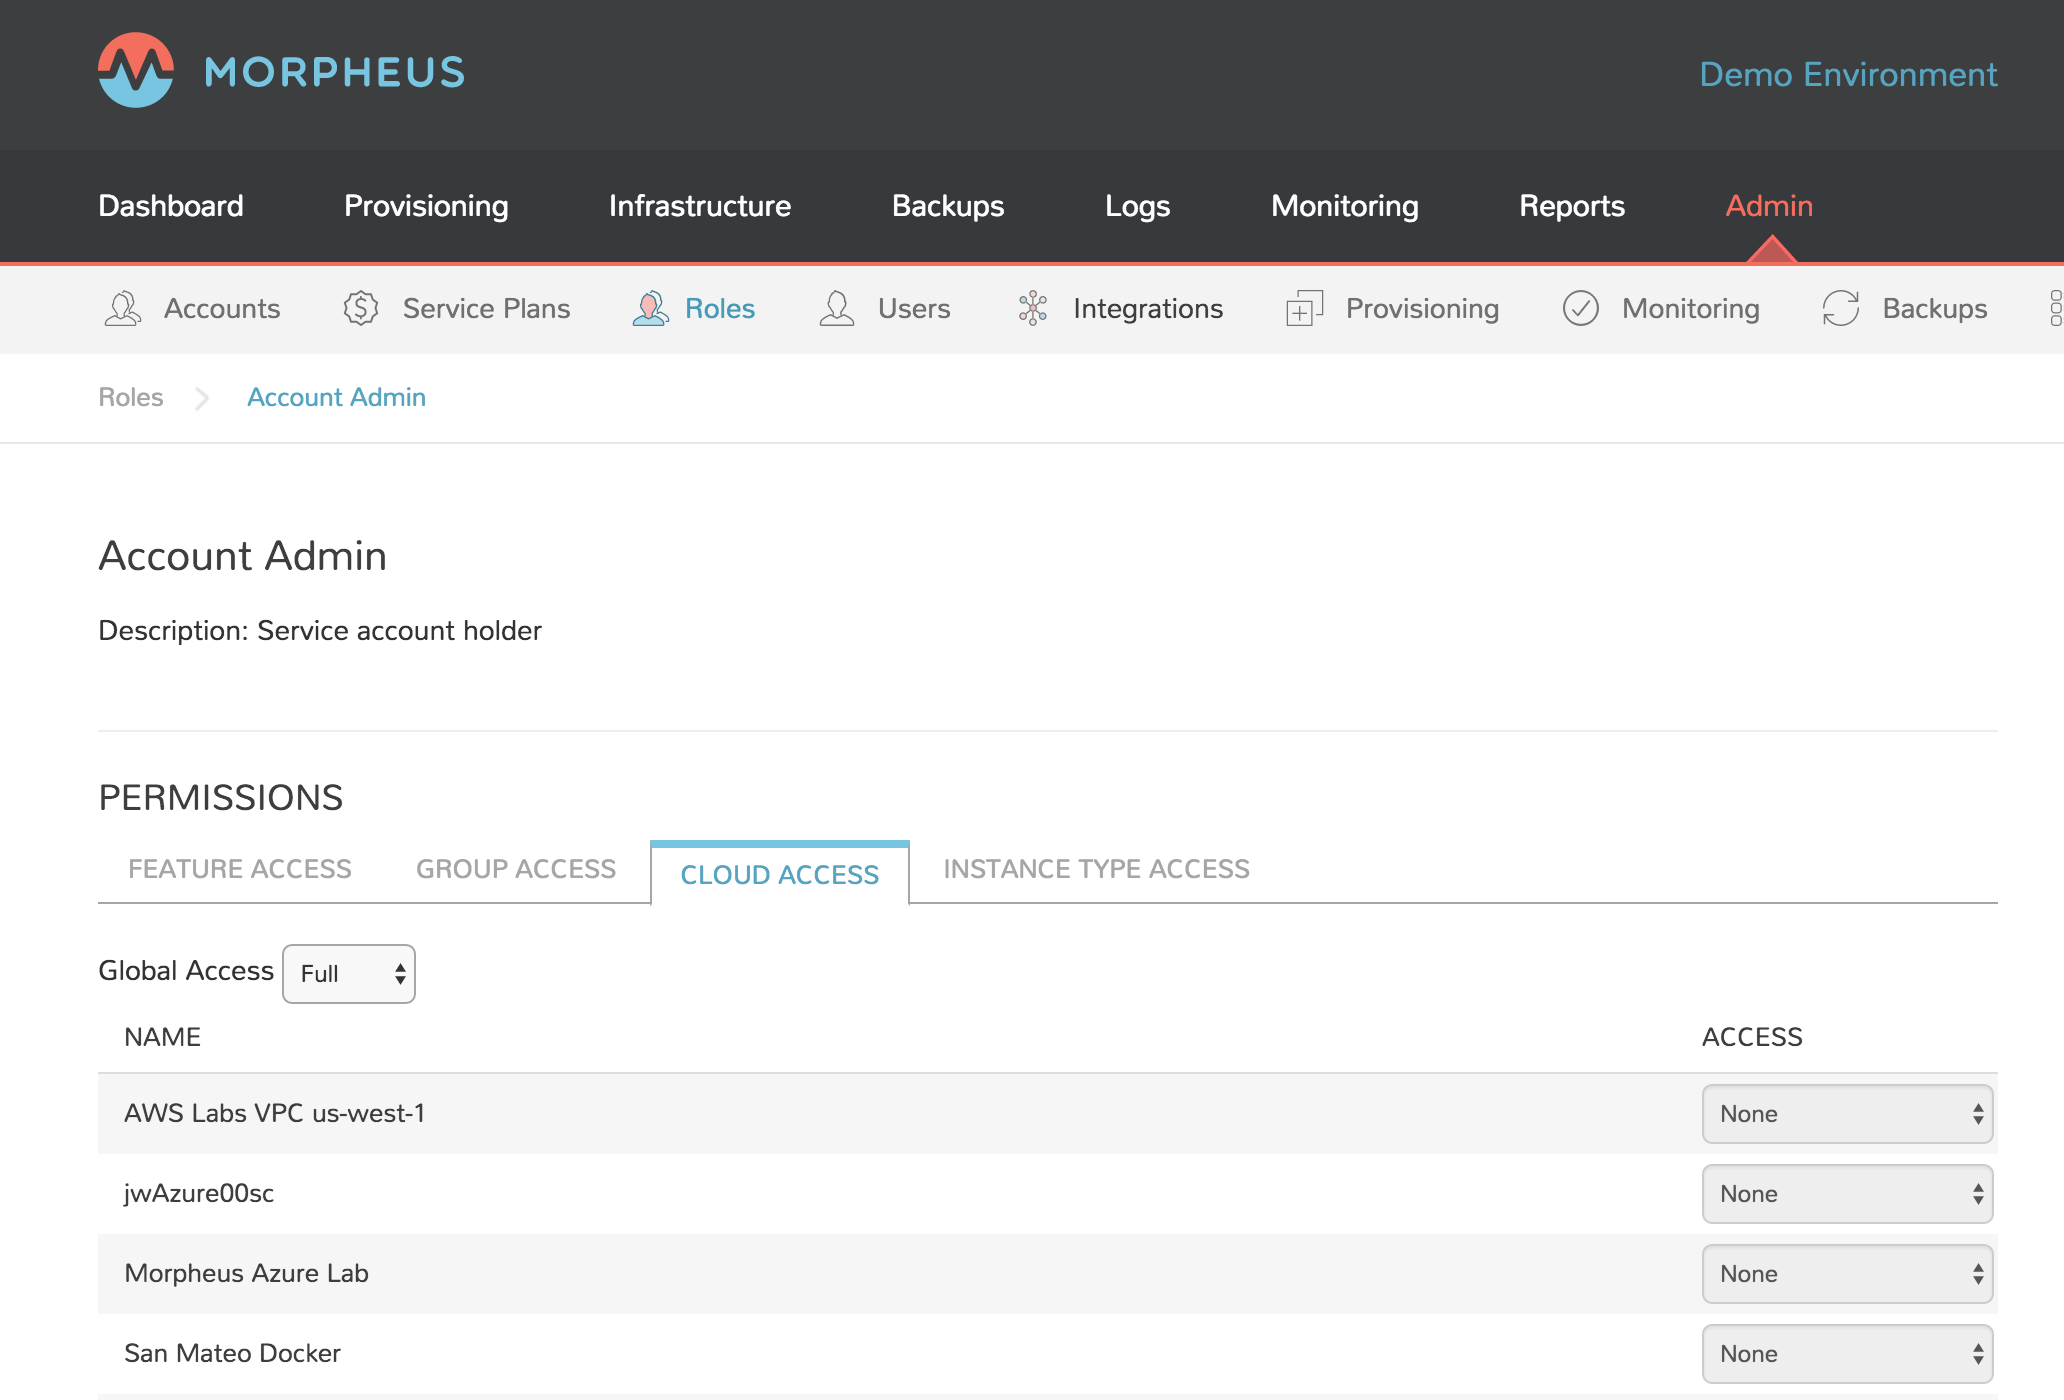 MORPHEUS
Demo Environment
Dashboard Provisioning Infrastructure Backups Logs Monitoring Reports Admin
Accounts Service Plans Roles Users Integrations Provisioning Monitoring Backups
Roles Account Admin
Account Admin
Description: Service account holder
PERMISSIONS
FEATURE ACCESS GROUP ACCESS CLOUD ACCESS INSTANCE TYPE ACCESS
Global Access Full
NAME ACCESS
AWS Labs VPC us-west-1 None
jwAzure00sc None
Morpheus Azure Lab None
San Mateo Docker None